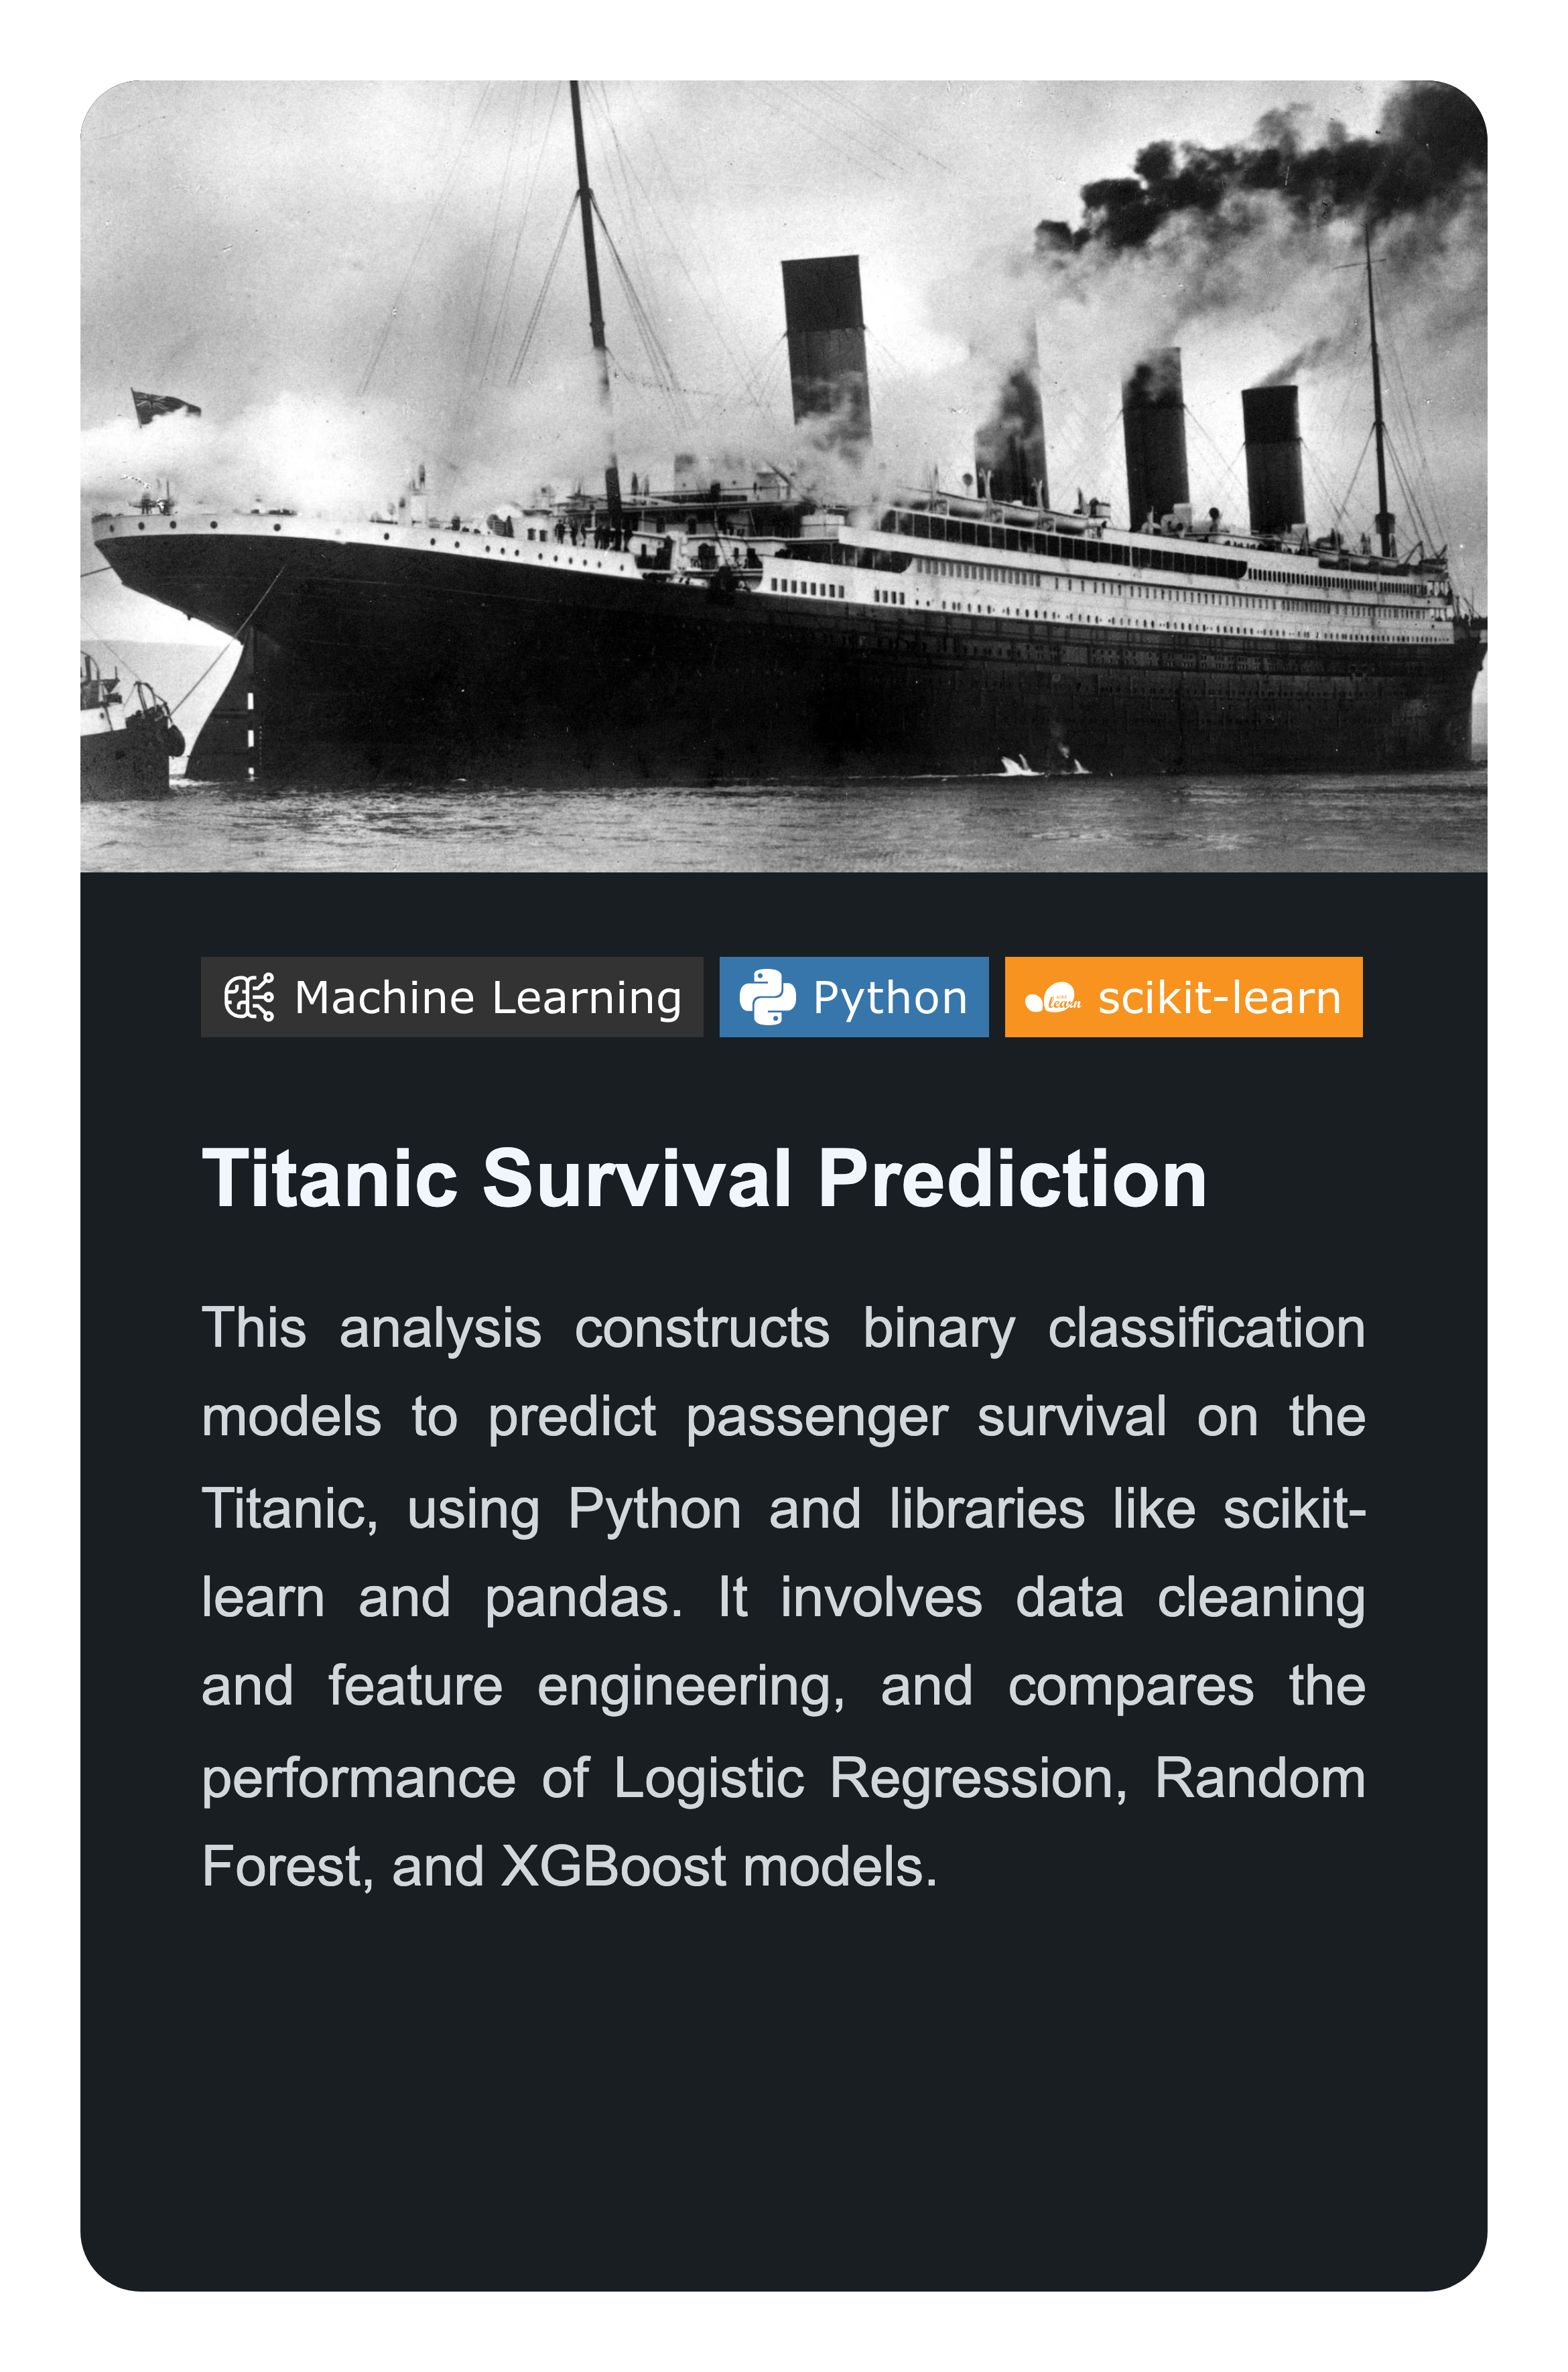 Machine Learning Python learn scikit-learn
Titanic Survival Prediction
This analysis constructs binary classification
models to predict passenger survival on the
Titanic, using Python and libraries like scikit-
learn and pandas. It involves data cleaning
and feature engineering, and compares the
performance of Logistic Regression, Random
Forest, and XGBoost models.